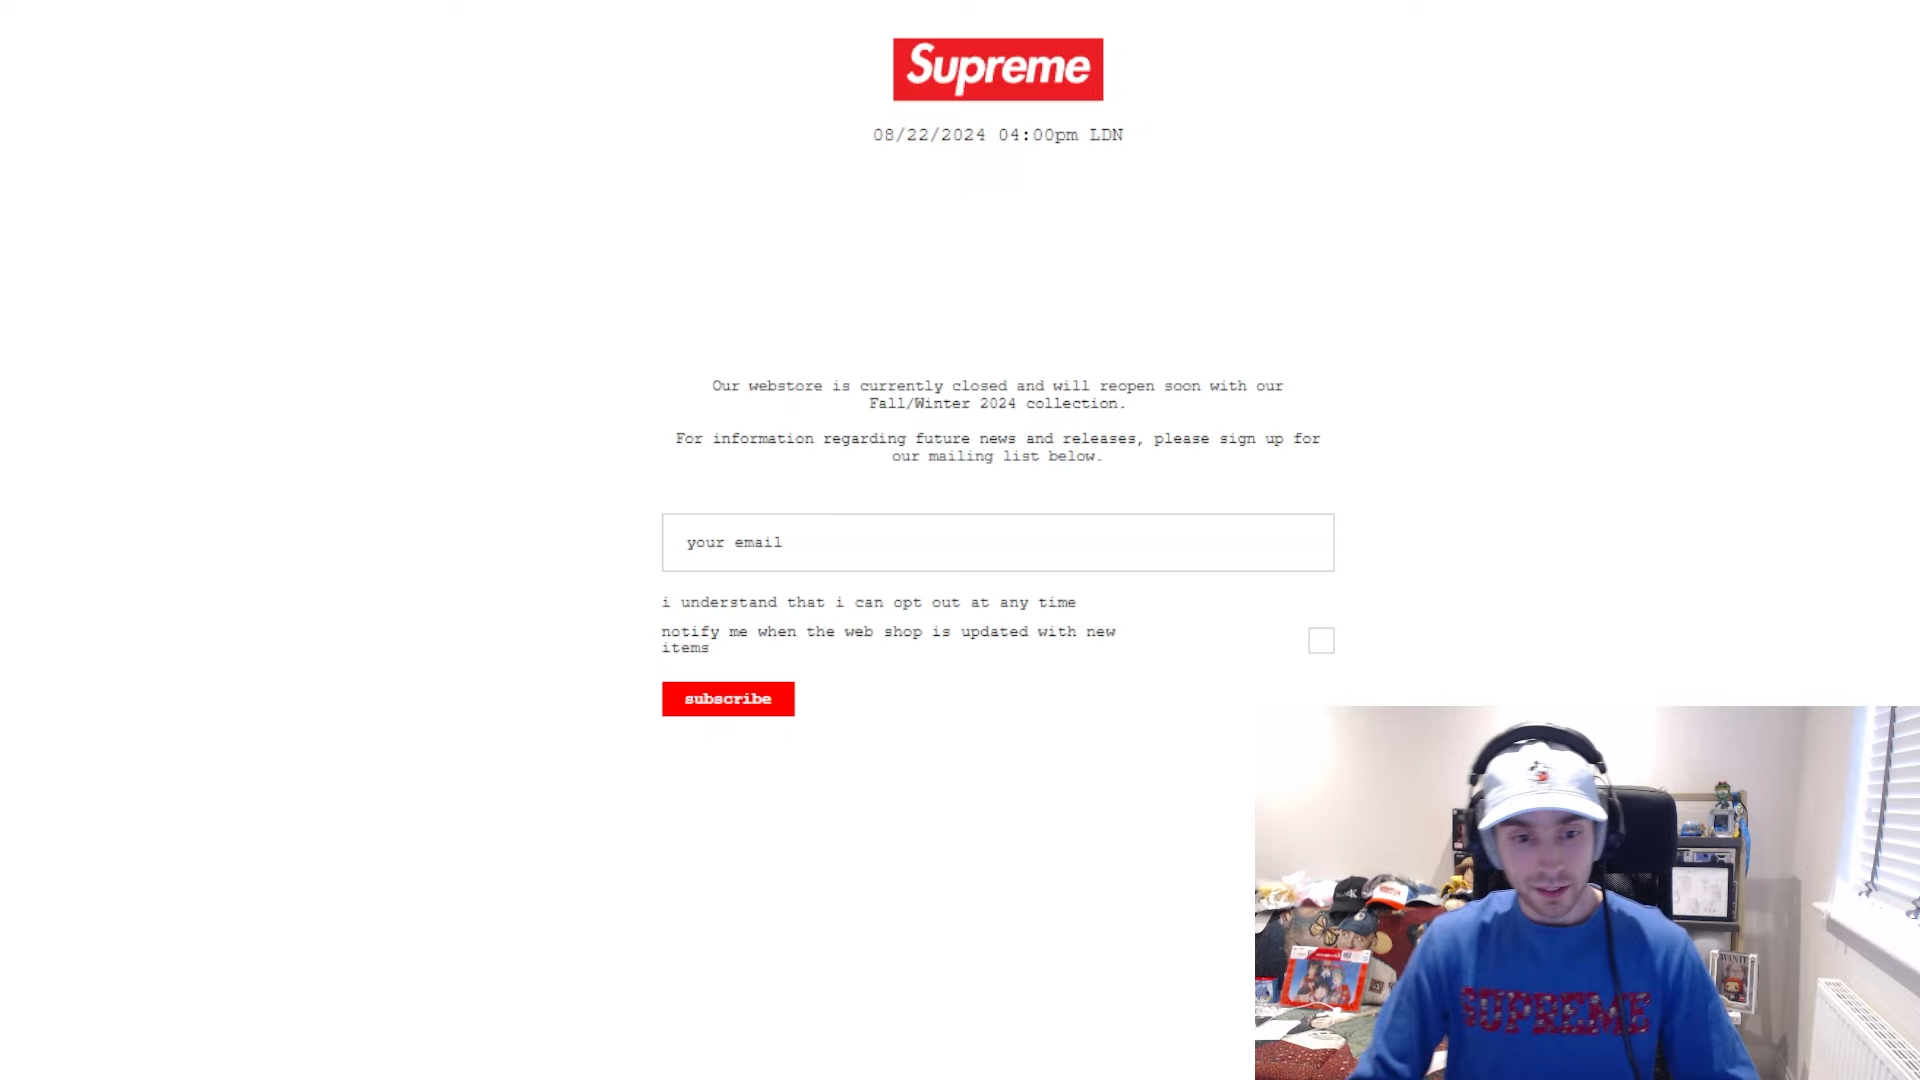 Supreme
08/22/2024 04:00pm LDN
Our webstore is currently closed and will reopen soon with our
Fall/Winter 2024 collection.
For information regarding future news and releases, please sign up for
our mailing list below.
your email
i understand that i can opt out at any time
notify me when the web shop is updated with new
items
subscribe
WANTED
SUPREME